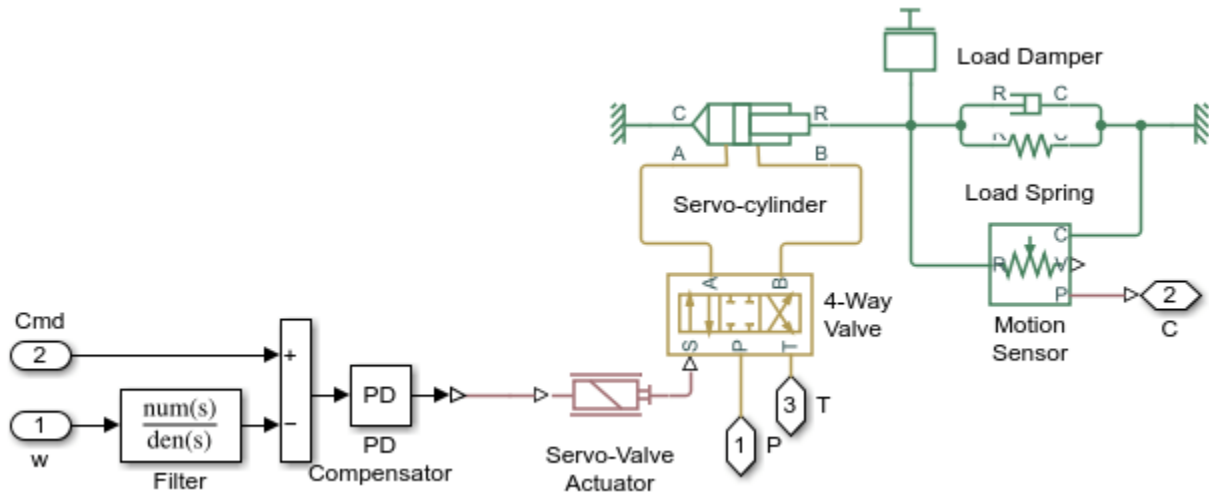 Load Damper
R
C
C
R
A
B
Servo-cylinder
Load Spring
C
R
V
P
2
C
Motion
Sensor
A
B
4-Way
Valve
S
P
T
3
T
1
P
Cmd
2
+
1
w
num(s)
den(s)
Filter
−
PD
PD
Compensator
Servo-Valve
Actuator